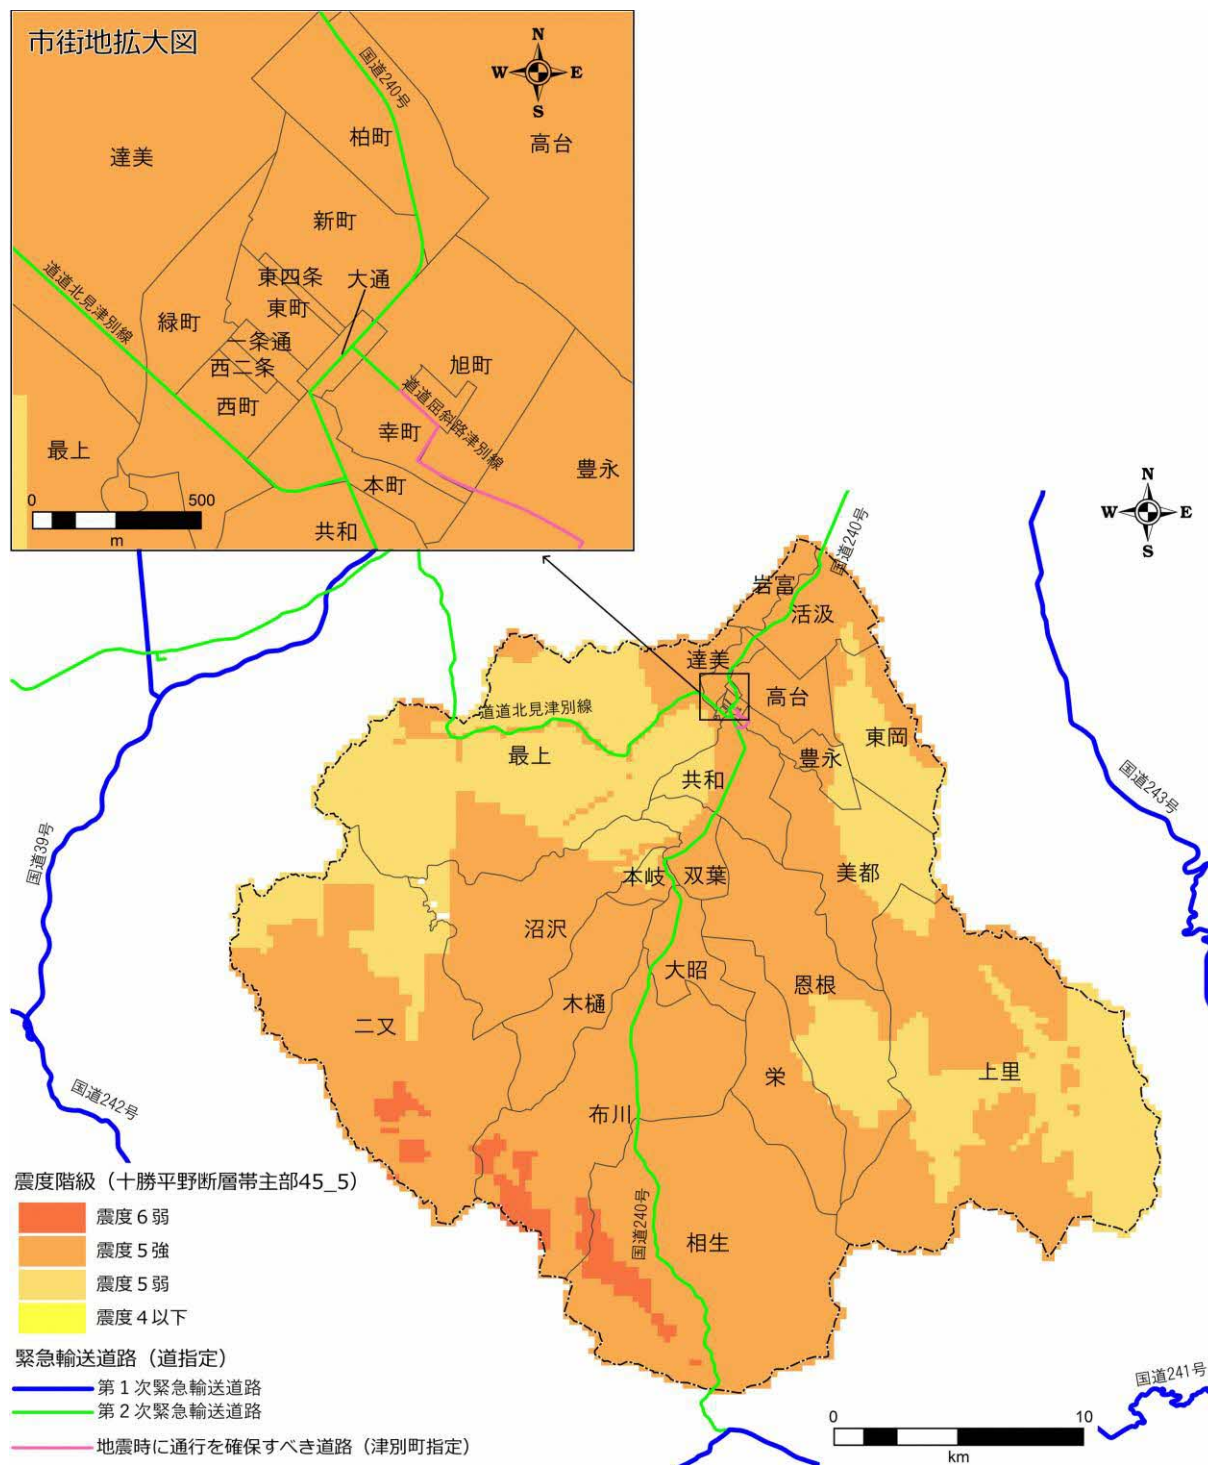 市街地拡大図
N
W
E
S
国道240号
柏町
高台
達美
新町
東四条
大通
道道北見津別線
東町
緑町
一条通
旭町
西二条
道道屈斜路津別線
西町
幸町
最上
豊永
本町
0
500
m
共和
N
W
E
S
国道240号
岩富
活汲
達美
高台
道道北見津別線
東岡
最上
豊永
共和
国道243号
国道39号
本岐
双葉
美都
沼沢
大昭
恩根
木樋
二又
栄
上里
国道242号
布川
国道240号
相生
震度階級（十勝平野断層帯主部45_5）
震度６弱
震度５強
震度５弱
震度４以下
緊急輸送道路（道指定）
第１次緊急輸送道路
第２次緊急輸送道路
地震時に通行を確保すべき道路（津別町指定）
国道241号
0
10
km